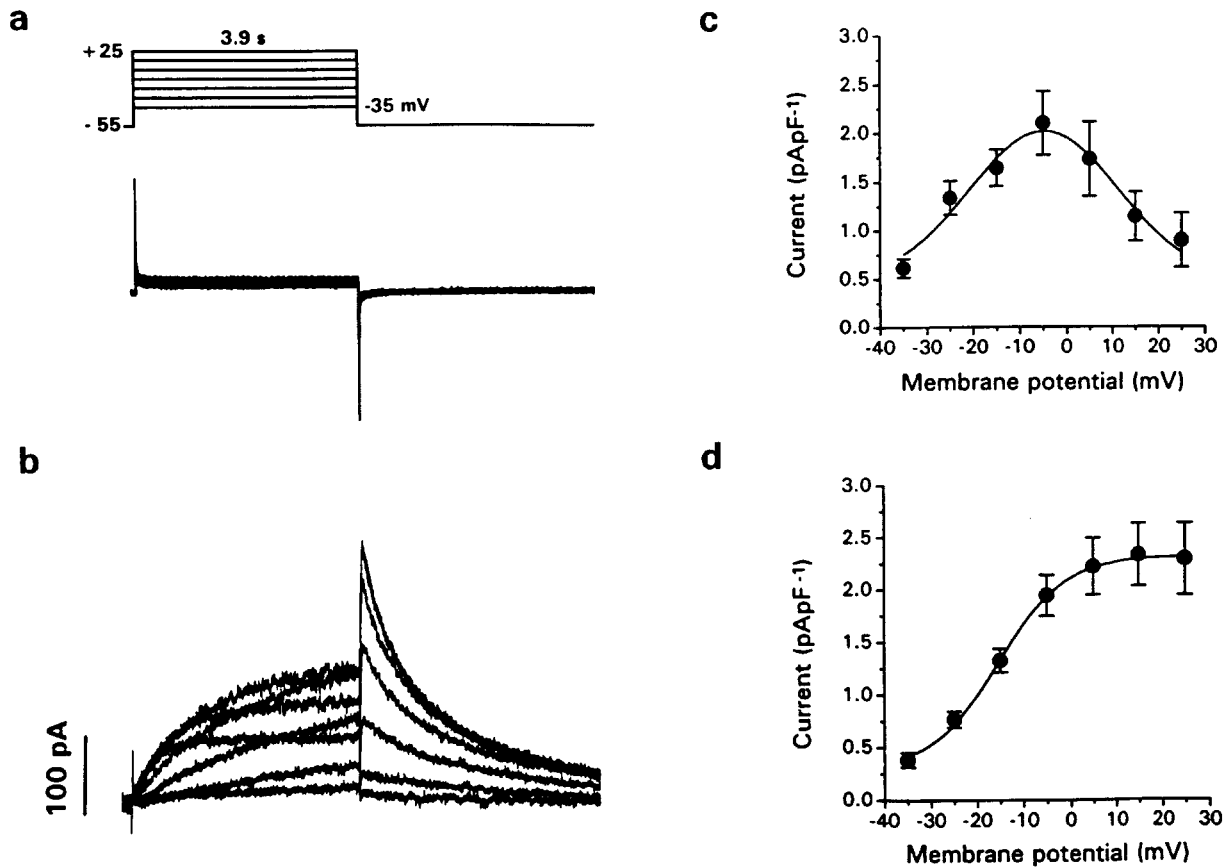 a
3.9 s
+25
-35 mV
-55
b
100 pA
c
3.0
2.5
2.0
1.5
1.0
0.5
0.0
Current (pApF-1)
-40 -30 -20 -10 0 10 20 30
Membrane potential (mV)
d
3.0
2.5
2.0
1.5
1.0
0.5
0.0
Current (pApF-1)
-40 -30 -20 -10 0 10 20 30
Membrane potential (mV)